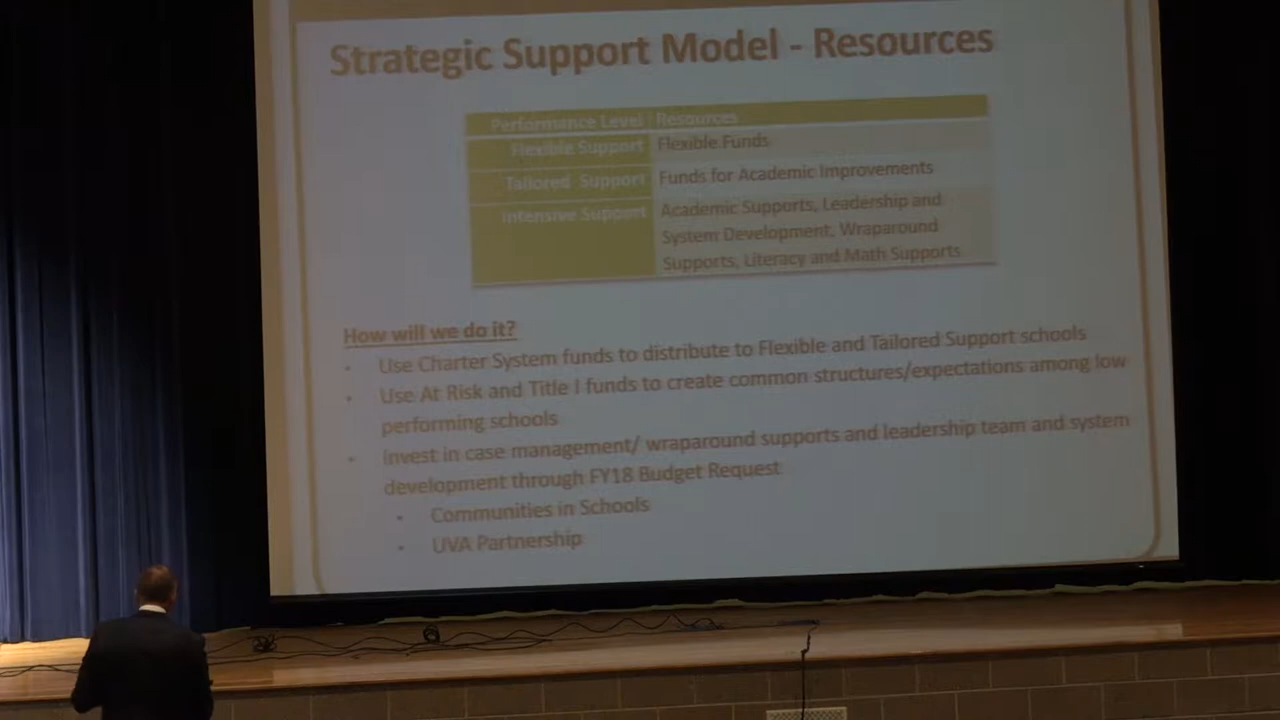 Strategic Support Model - Resources
Performance Level Resources
Flexible Support Flexible Funds
Tailored Support Funds for Academic Improvements
Intensive Support Academic Supports, Leadership and
System Development, Wraparound
Supports, Literacy and Math Supports
How will we do it?
• Use Charter System funds to distribute to Flexible and Tailored Support schools
• Use At Risk and Title I funds to create common structures/expectations among low
performing schools
• Invest in case management/ wraparound supports and leadership team and system
development through FY18 Budget Request
• Communities in Schools
• UVA Partnership